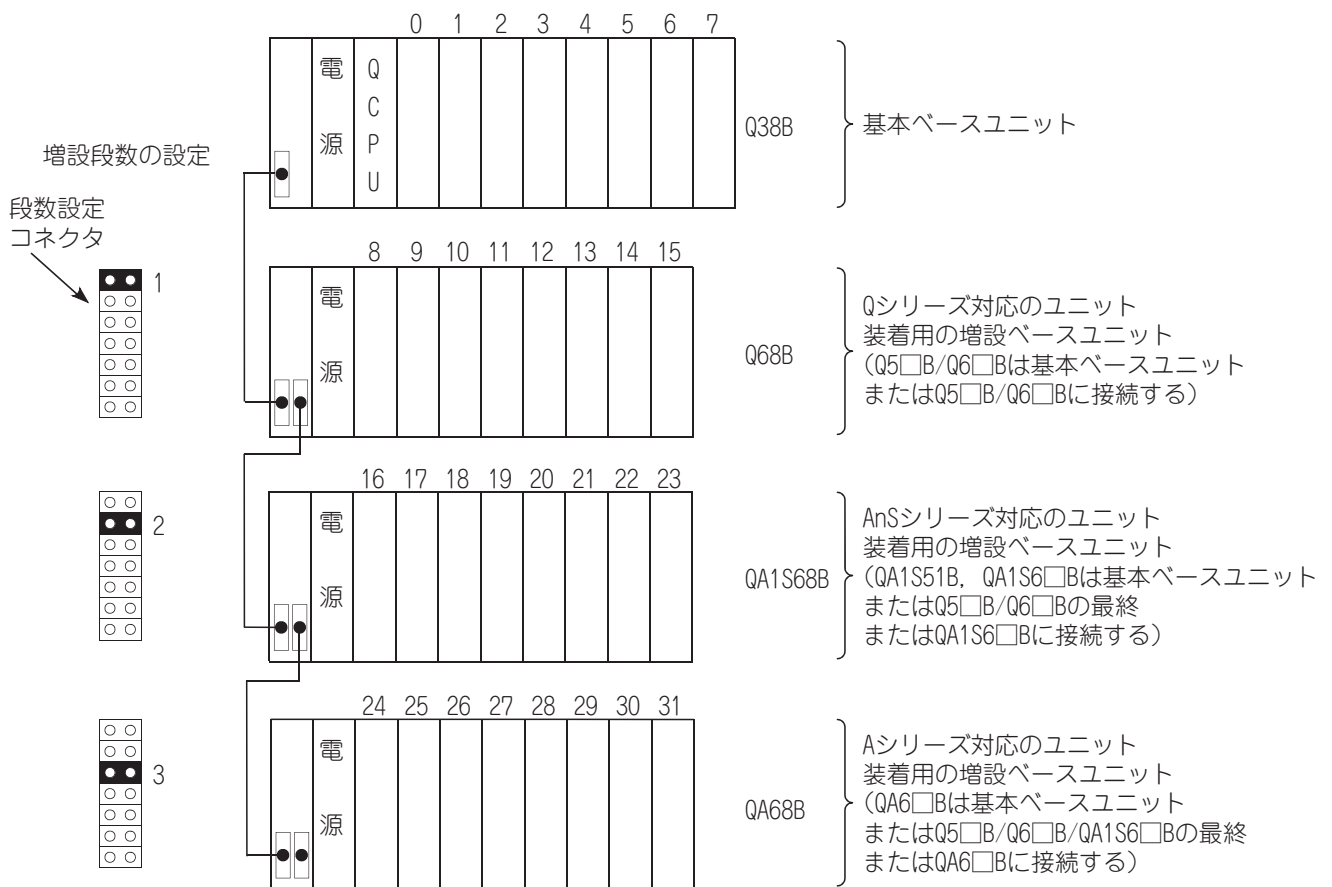 0 1 2 3 4 5 6 7
電源
QCPU
Q38B
基本ベースユニット
増設段数の設定
段数設定
コネクタ
1
8 9 10 11 12 13 14 15
電源
Q68B
Qシリーズ対応のユニット
装着用の増設ベースユニット
(Q5□B/Q6□Bは基本ベースユニット
またはQ5□B/Q6□Bに接続する)
2
16 17 18 19 20 21 22 23
電源
QA1S68B
AnSシリーズ対応のユニット
装着用の増設ベースユニット
(QA1S51B, QA1S6□Bは基本ベースユニット
またはQ5□B/Q6□Bの最終
またはQA1S6□Bに接続する)
3
24 25 26 27 28 29 30 31
電源
QA68B
Aシリーズ対応のユニット
装着用の増設ベースユニット
(QA6□Bは基本ベースユニット
またはQ5□B/Q6□B/QA1S6□Bの最終
またはQA6□Bに接続する)